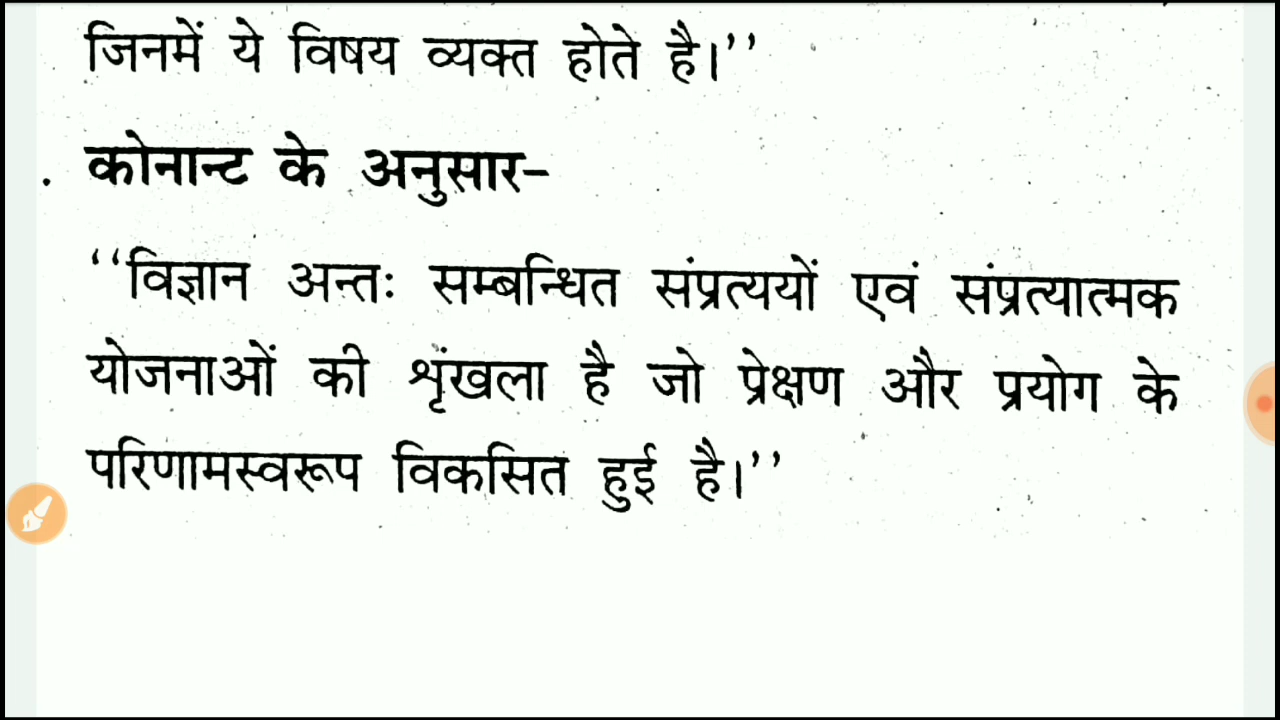 जिनमें ये विषय व्यक्त होते है।’’
. कोनान्ट के अनुसार–
‘‘विज्ञान अन्तः सम्बन्धित संप्रत्ययों एवं संप्रत्यात्मक
योजनाओं की शृंखला है जो प्रेक्षण और प्रयोग के
परिणामस्वरूप विकसित हुई है।’’